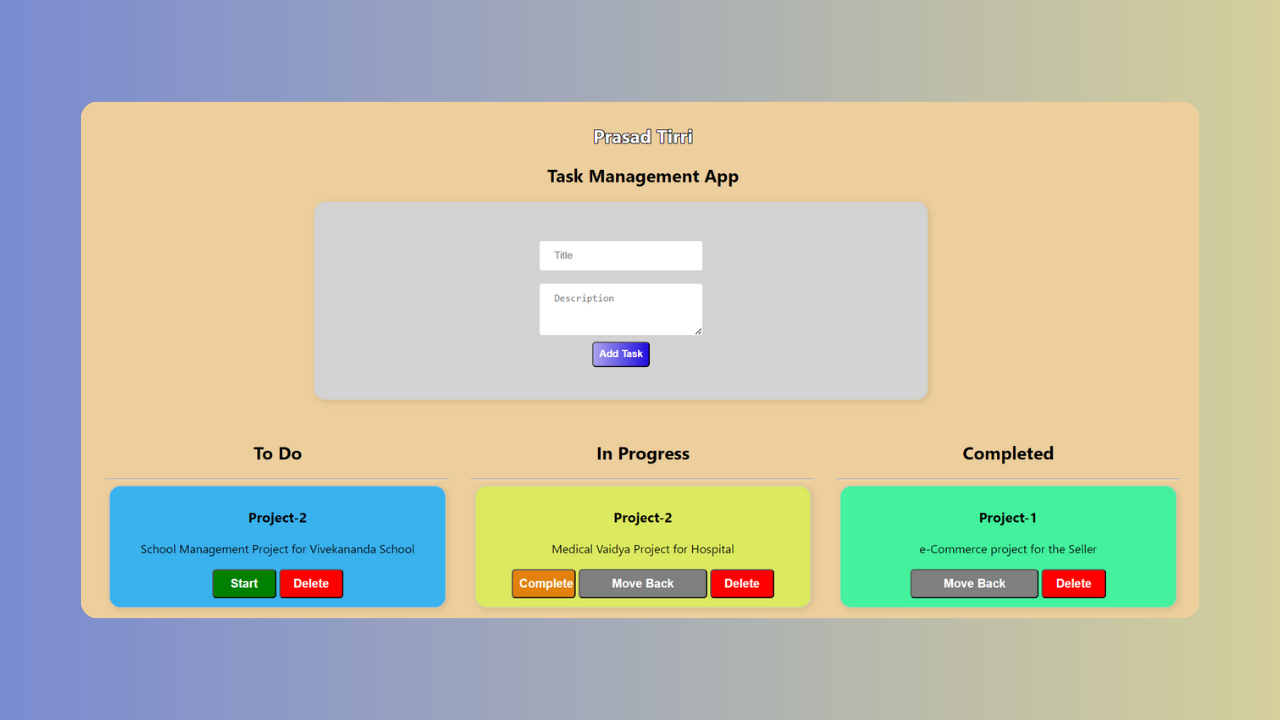 Prasad Tirri
Task Management App
Title
Description
Add Task
To Do
In Progress
Completed
Project-2
School Management Project for Vivekananda School
Start
Delete
Project-2
Medical Vaidya Project for Hospital
Complete
Move Back
Delete
Project-1
e-Commerce project for the Seller
Move Back
Delete